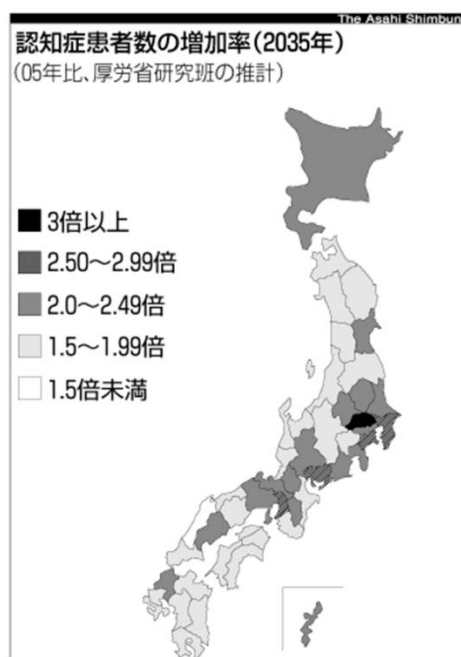 The Asahi Shimbun
認知症患者数の増加率(2035年)
(05年比、厚労省研究班の推計)
3倍以上
2.50〜2.99倍
2.0〜2.49倍
1.5〜1.99倍
1.5倍未満